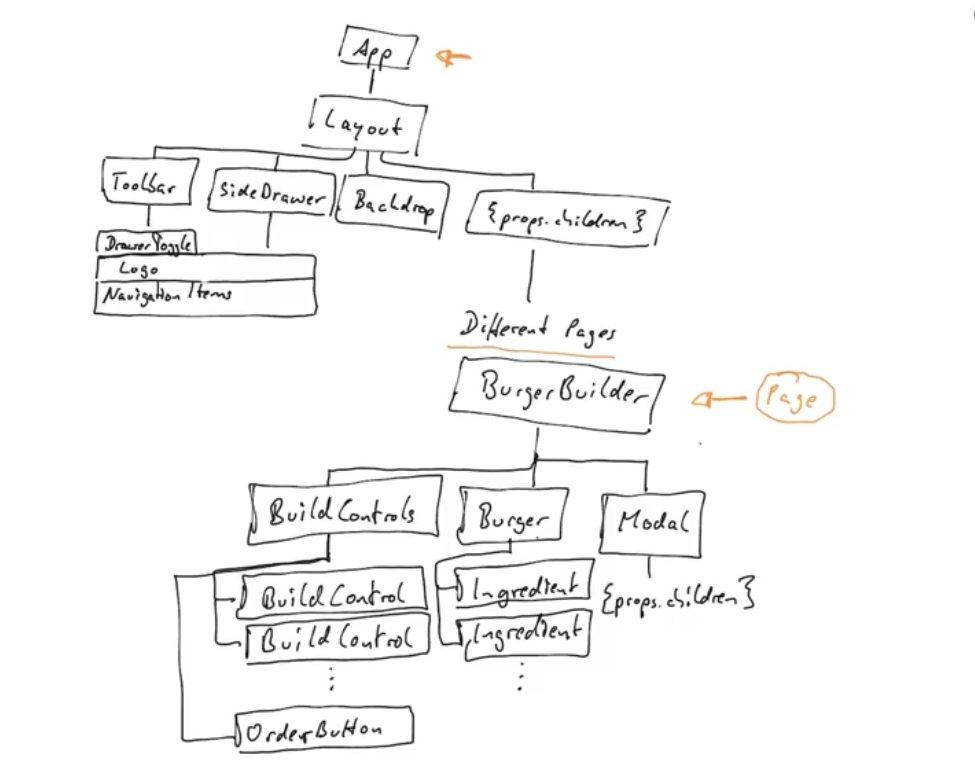 App
Layout
Toolbar
SideDrawer
Backdrop
{props.children}
DrawerToggle
Logo
Navigation Items
Different Pages
BurgerBuilder
Page
BuildControls
Burger
Modal
BuildControl
Ingredient
{props.children}
BuildControl
Ingredient
OrderButton